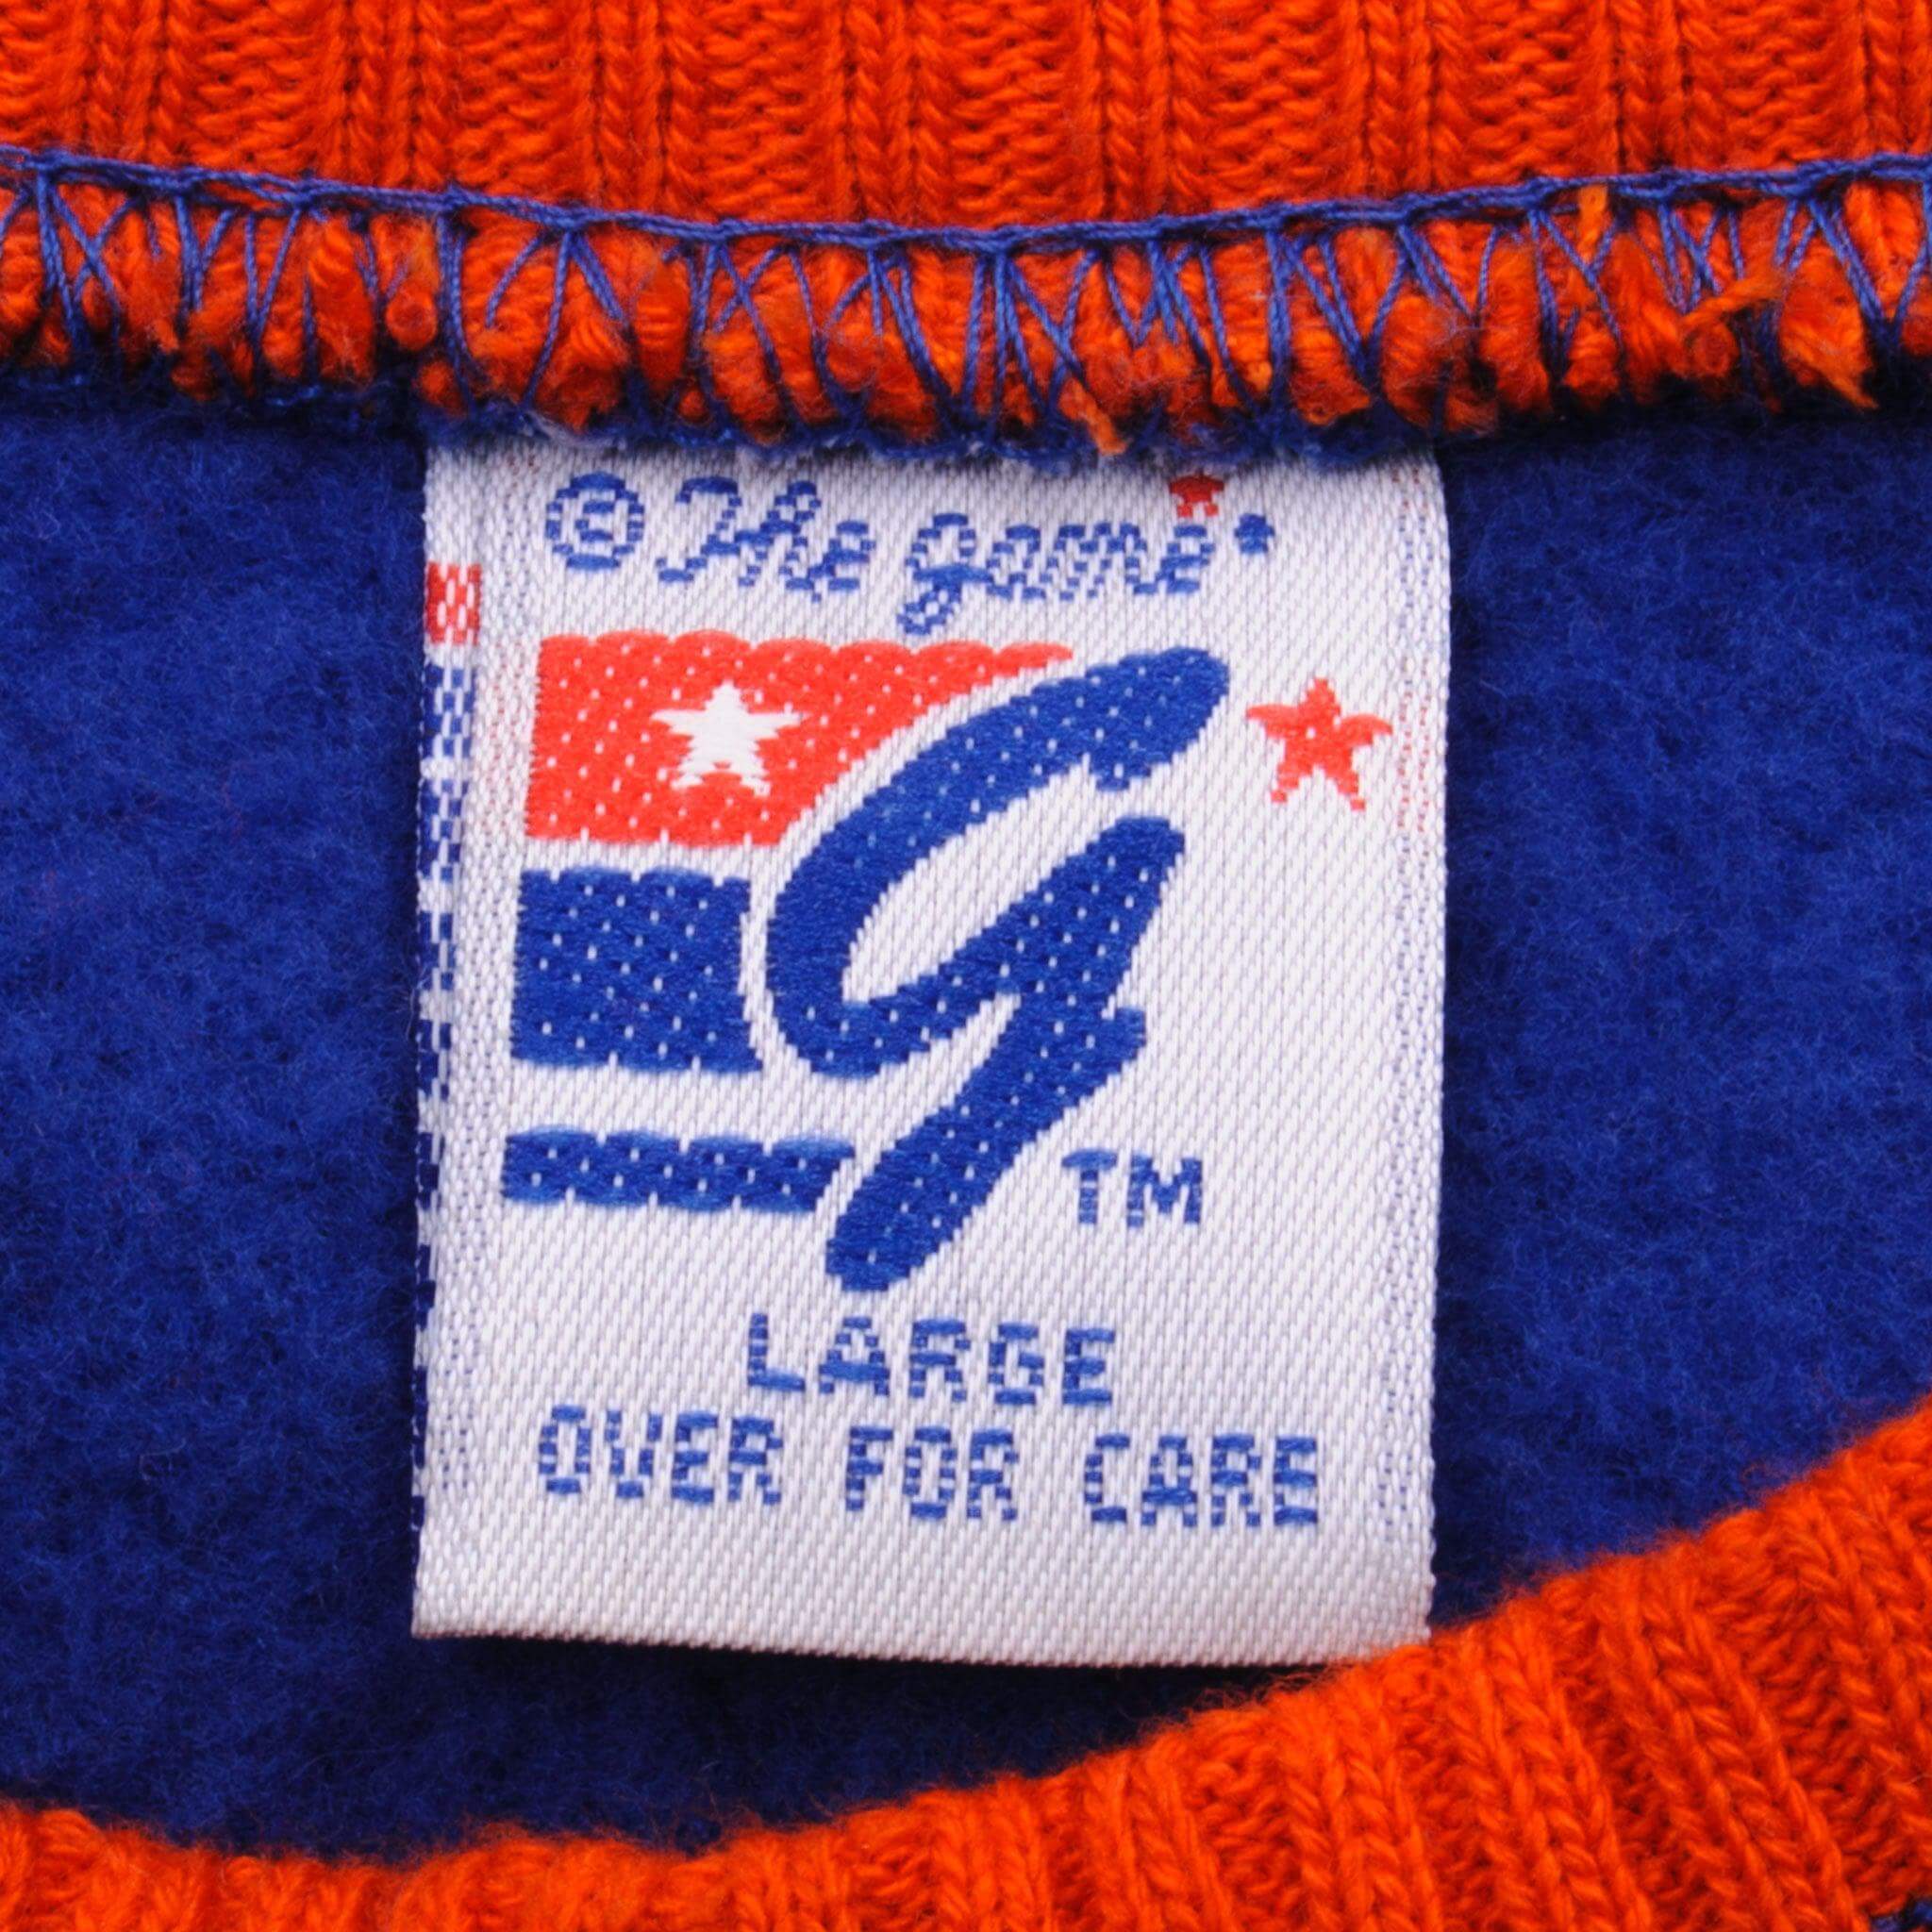 © The game
G
TM
LARGE
OVER FOR CARE